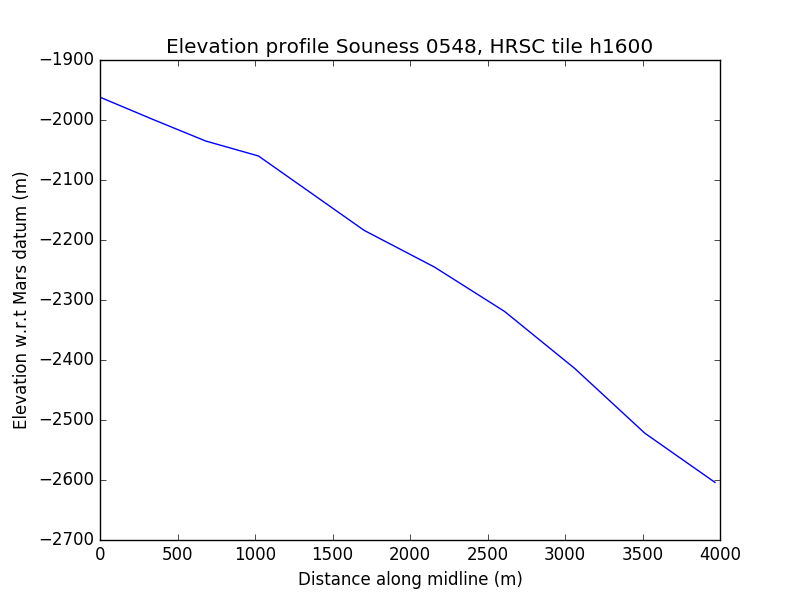 Elevation profile Souness 0548, HRSC tile h1600
−1900
−2000
−2100
−2200
−2300
−2400
−2500
−2600
−2700
Elevation w.r.t Mars datum (m)
0 500 1000 1500 2000 2500 3000 3500 4000
Distance along midline (m)